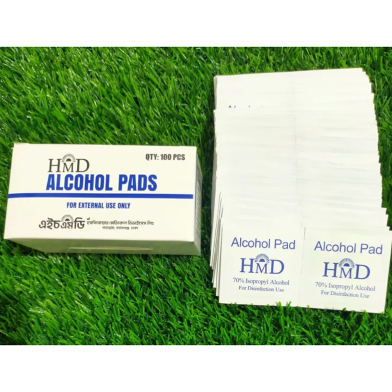 QTY: 100 PCS
HMD
ALCOHOL PADS
FOR EXTERNAL USE ONLY
এইচএমডি
Alcohol Pad
HMD
70% Isopropyl Alcohol
For Disinfection Use
Alcohol Pad
HMD
70% Isopropyl Alcohol
For Disinfection Use